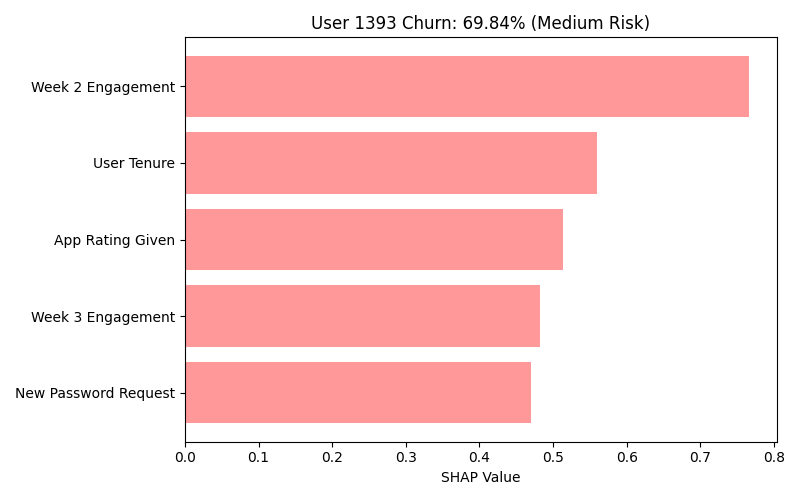 User 1393 Churn: 69.84% (Medium Risk)
Week 2 Engagement
User Tenure
App Rating Given
Week 3 Engagement
New Password Request
0.0 0.1 0.2 0.3 0.4 0.5 0.6 0.7 0.8
SHAP Value